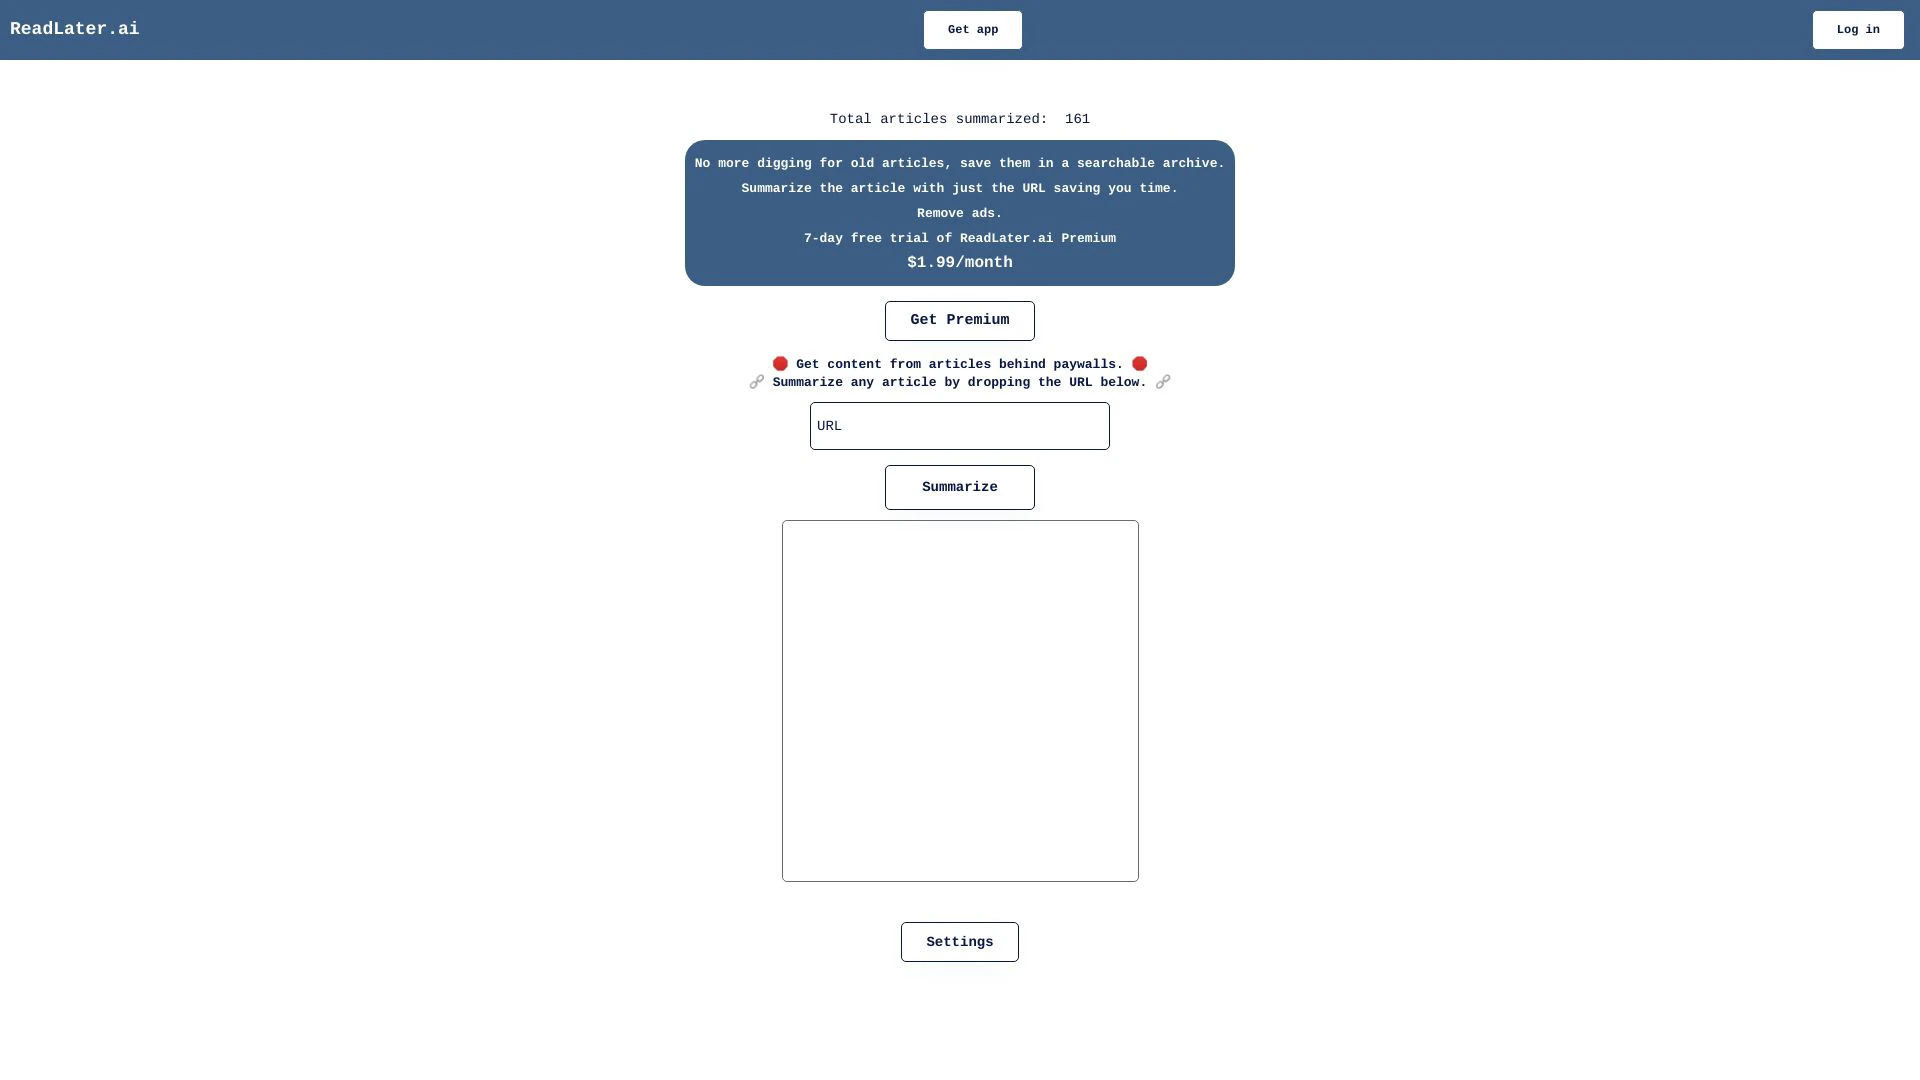 ReadLater.ai
Get app
Log in
Total articles summarized: 161
No more digging for old articles, save them in a searchable archive.
Summarize the article with just the URL saving you time.
Remove ads.
7-day free trial of ReadLater.ai Premium
$1.99/month
Get Premium
🛑 Get content from articles behind paywalls. 🛑
🔗 Summarize any article by dropping the URL below. 🔗
URL
Summarize
Settings